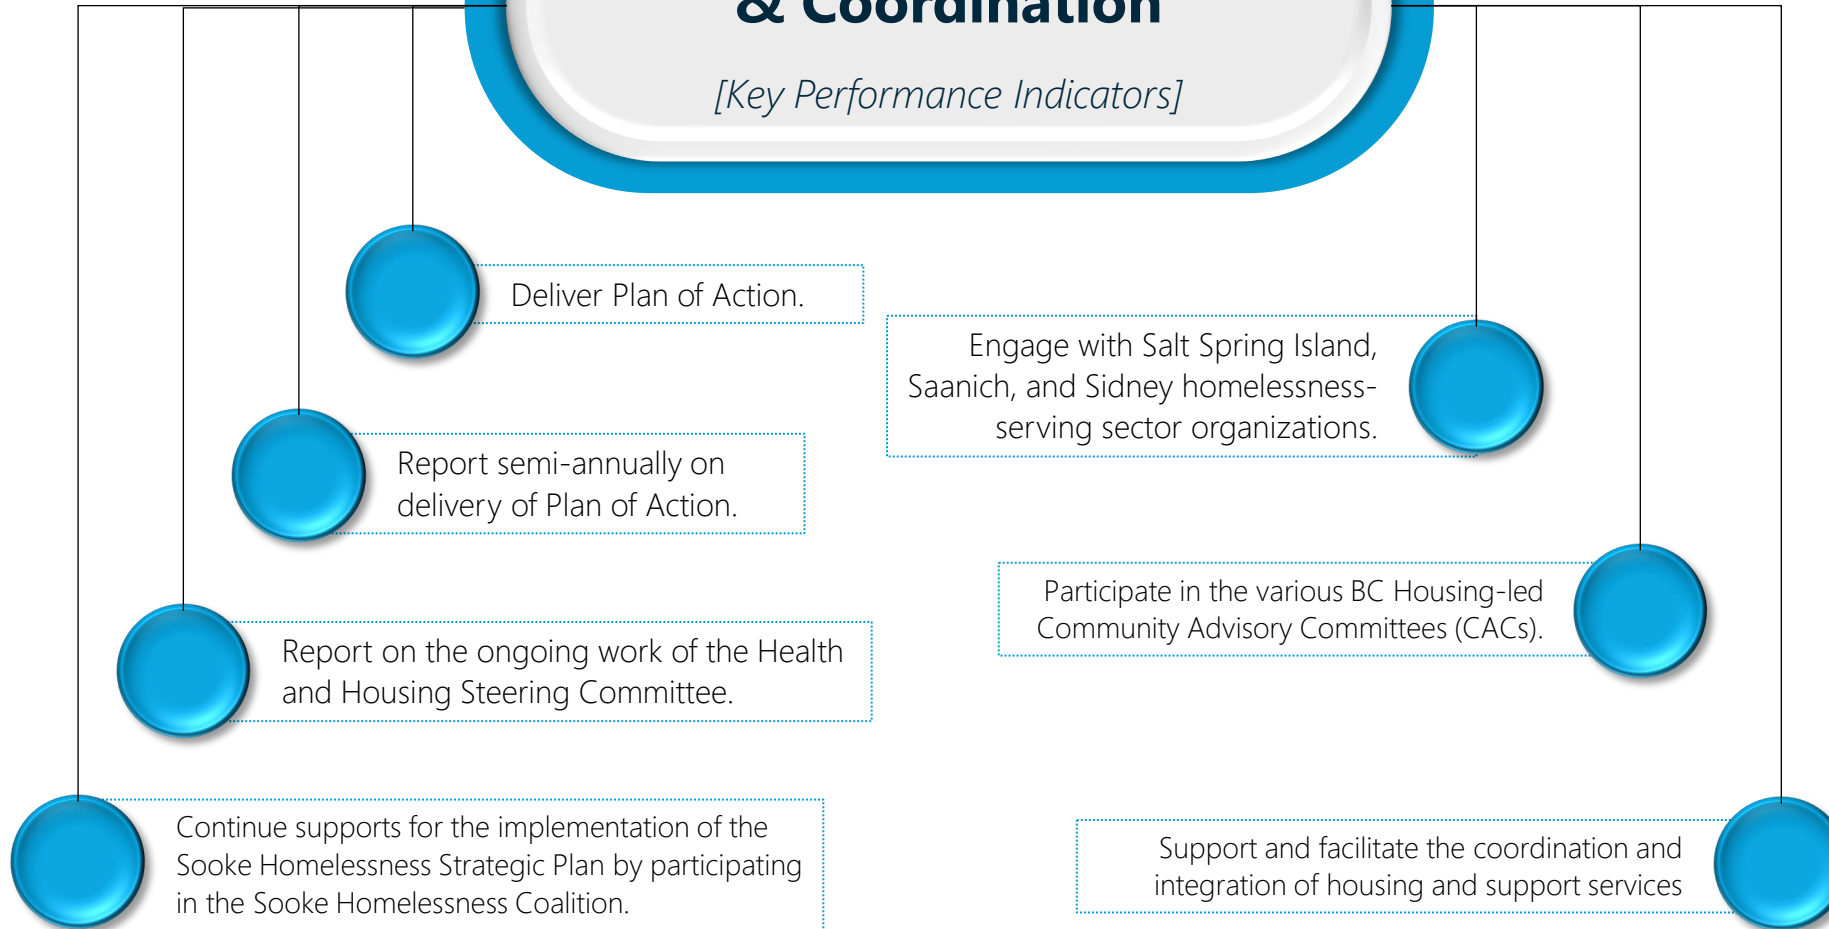 & Coordination
[Key Performance Indicators]
Deliver Plan of Action.
Report semi-annually on
delivery of Plan of Action.
Report on the ongoing work of the Health
and Housing Steering Committee.
Continue supports for the implementation of the
Sooke Homelessness Strategic Plan by participating
in the Sooke Homelessness Coalition.
Engage with Salt Spring Island,
Saanich, and Sidney homelessness-
serving sector organizations.
Participate in the various BC Housing-led
Community Advisory Committees (CACs).
Support and facilitate the coordination and
integration of housing and support services